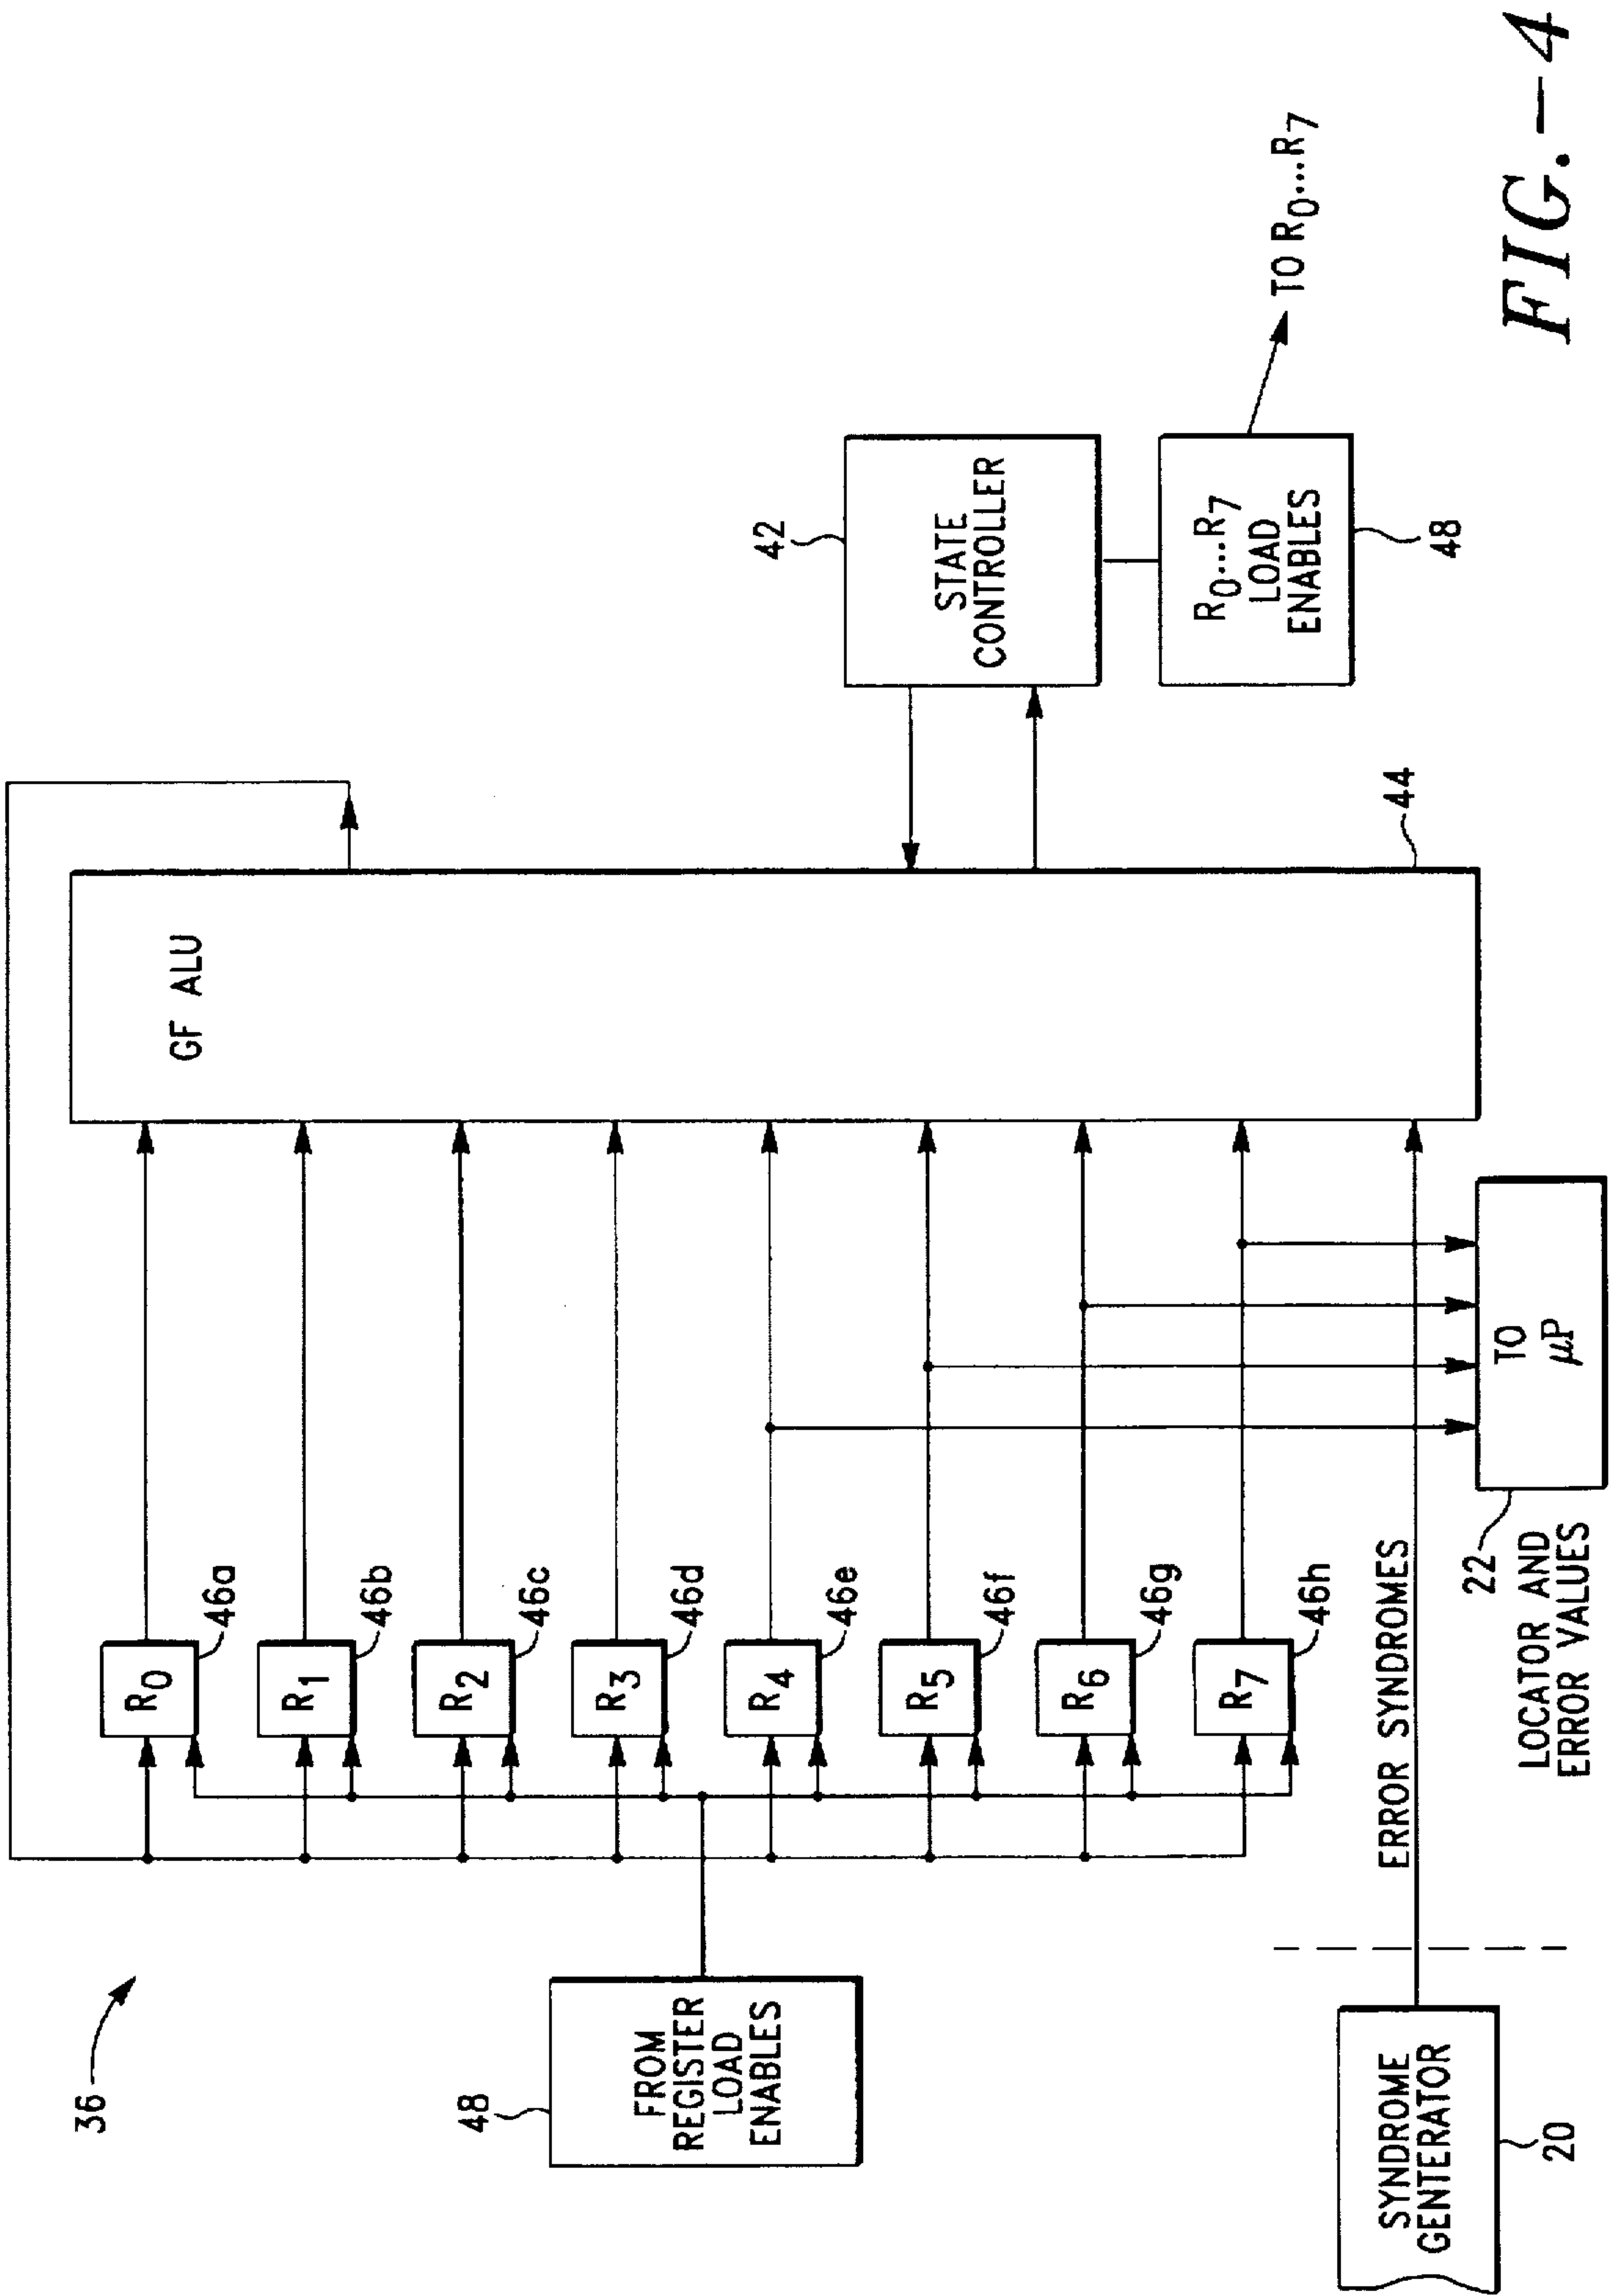 36
48
FROM
REGISTER
LOAD
ENABLES
R0
46a
R1
46b
R2
46c
R3
46d
R4
46e
R5
46f
R6
46g
R7
46h
GF ALU
44
42
STATE
CONTROLLER
R0...R7
LOAD
ENABLES
48
TO R0...R7
SYNDROME
GENTERATOR
20
ERROR SYNDROMES
TO
μP
22
LOCATOR AND
ERROR VALUES
FIG.-4